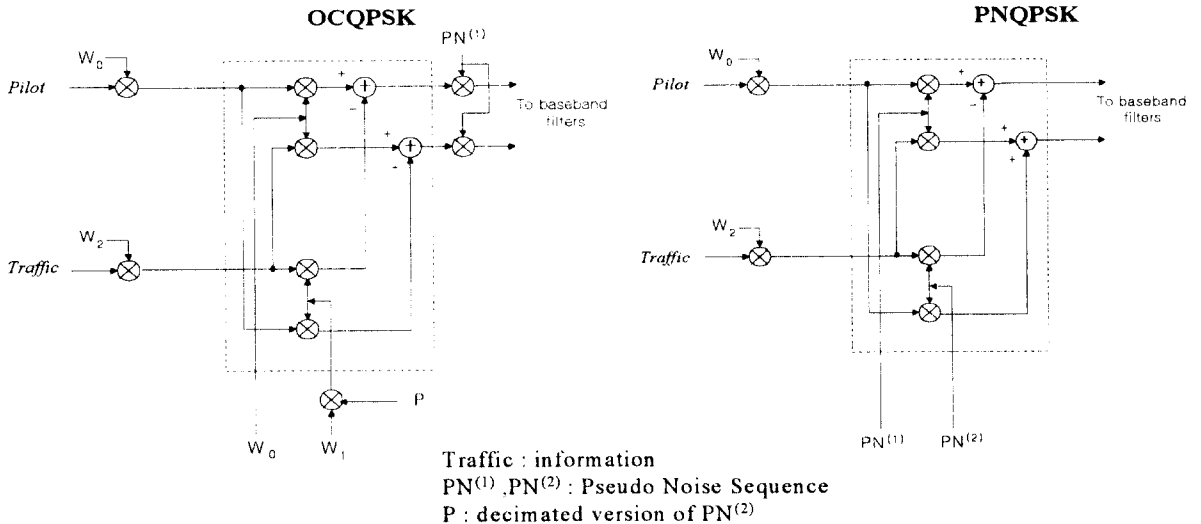 OCQPSK
PNQPSK
PN(1)
W0
Pilot
+
+
−
To baseband
filters
+
+
W2
Traffic
P
W0
W1
W0
Pilot
+
+
−
To baseband
filters
+
+
W2
Traffic
PN(1)
PN(2)
Traffic : information
PN(1) ,PN(2) : Pseudo Noise Sequence
P : decimated version of PN(2)